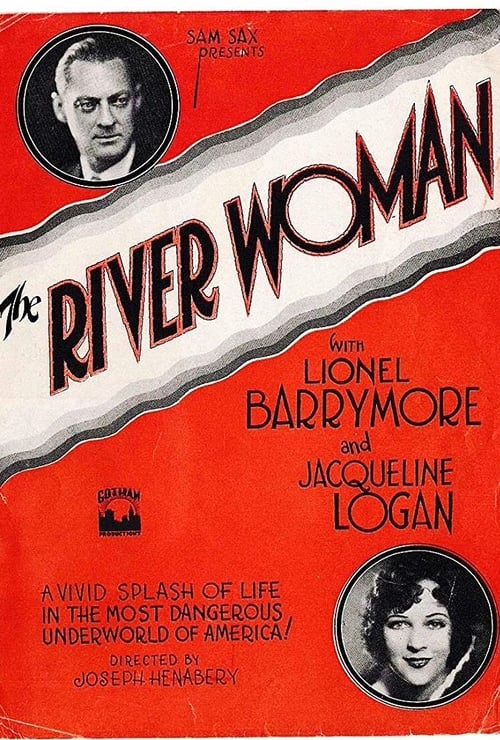 SAM SAX
PRESENTS
The RIVER WOMAN
WITH
LIONEL
BARRYMORE
and
JACQUELINE
LOGAN
GOTHAM
PRODUCTIONS
A VIVID SPLASH OF LIFE
IN THE MOST DANGEROUS
UNDERWORLD OF AMERICA!
DIRECTED BY
JOSEPH HENABERY